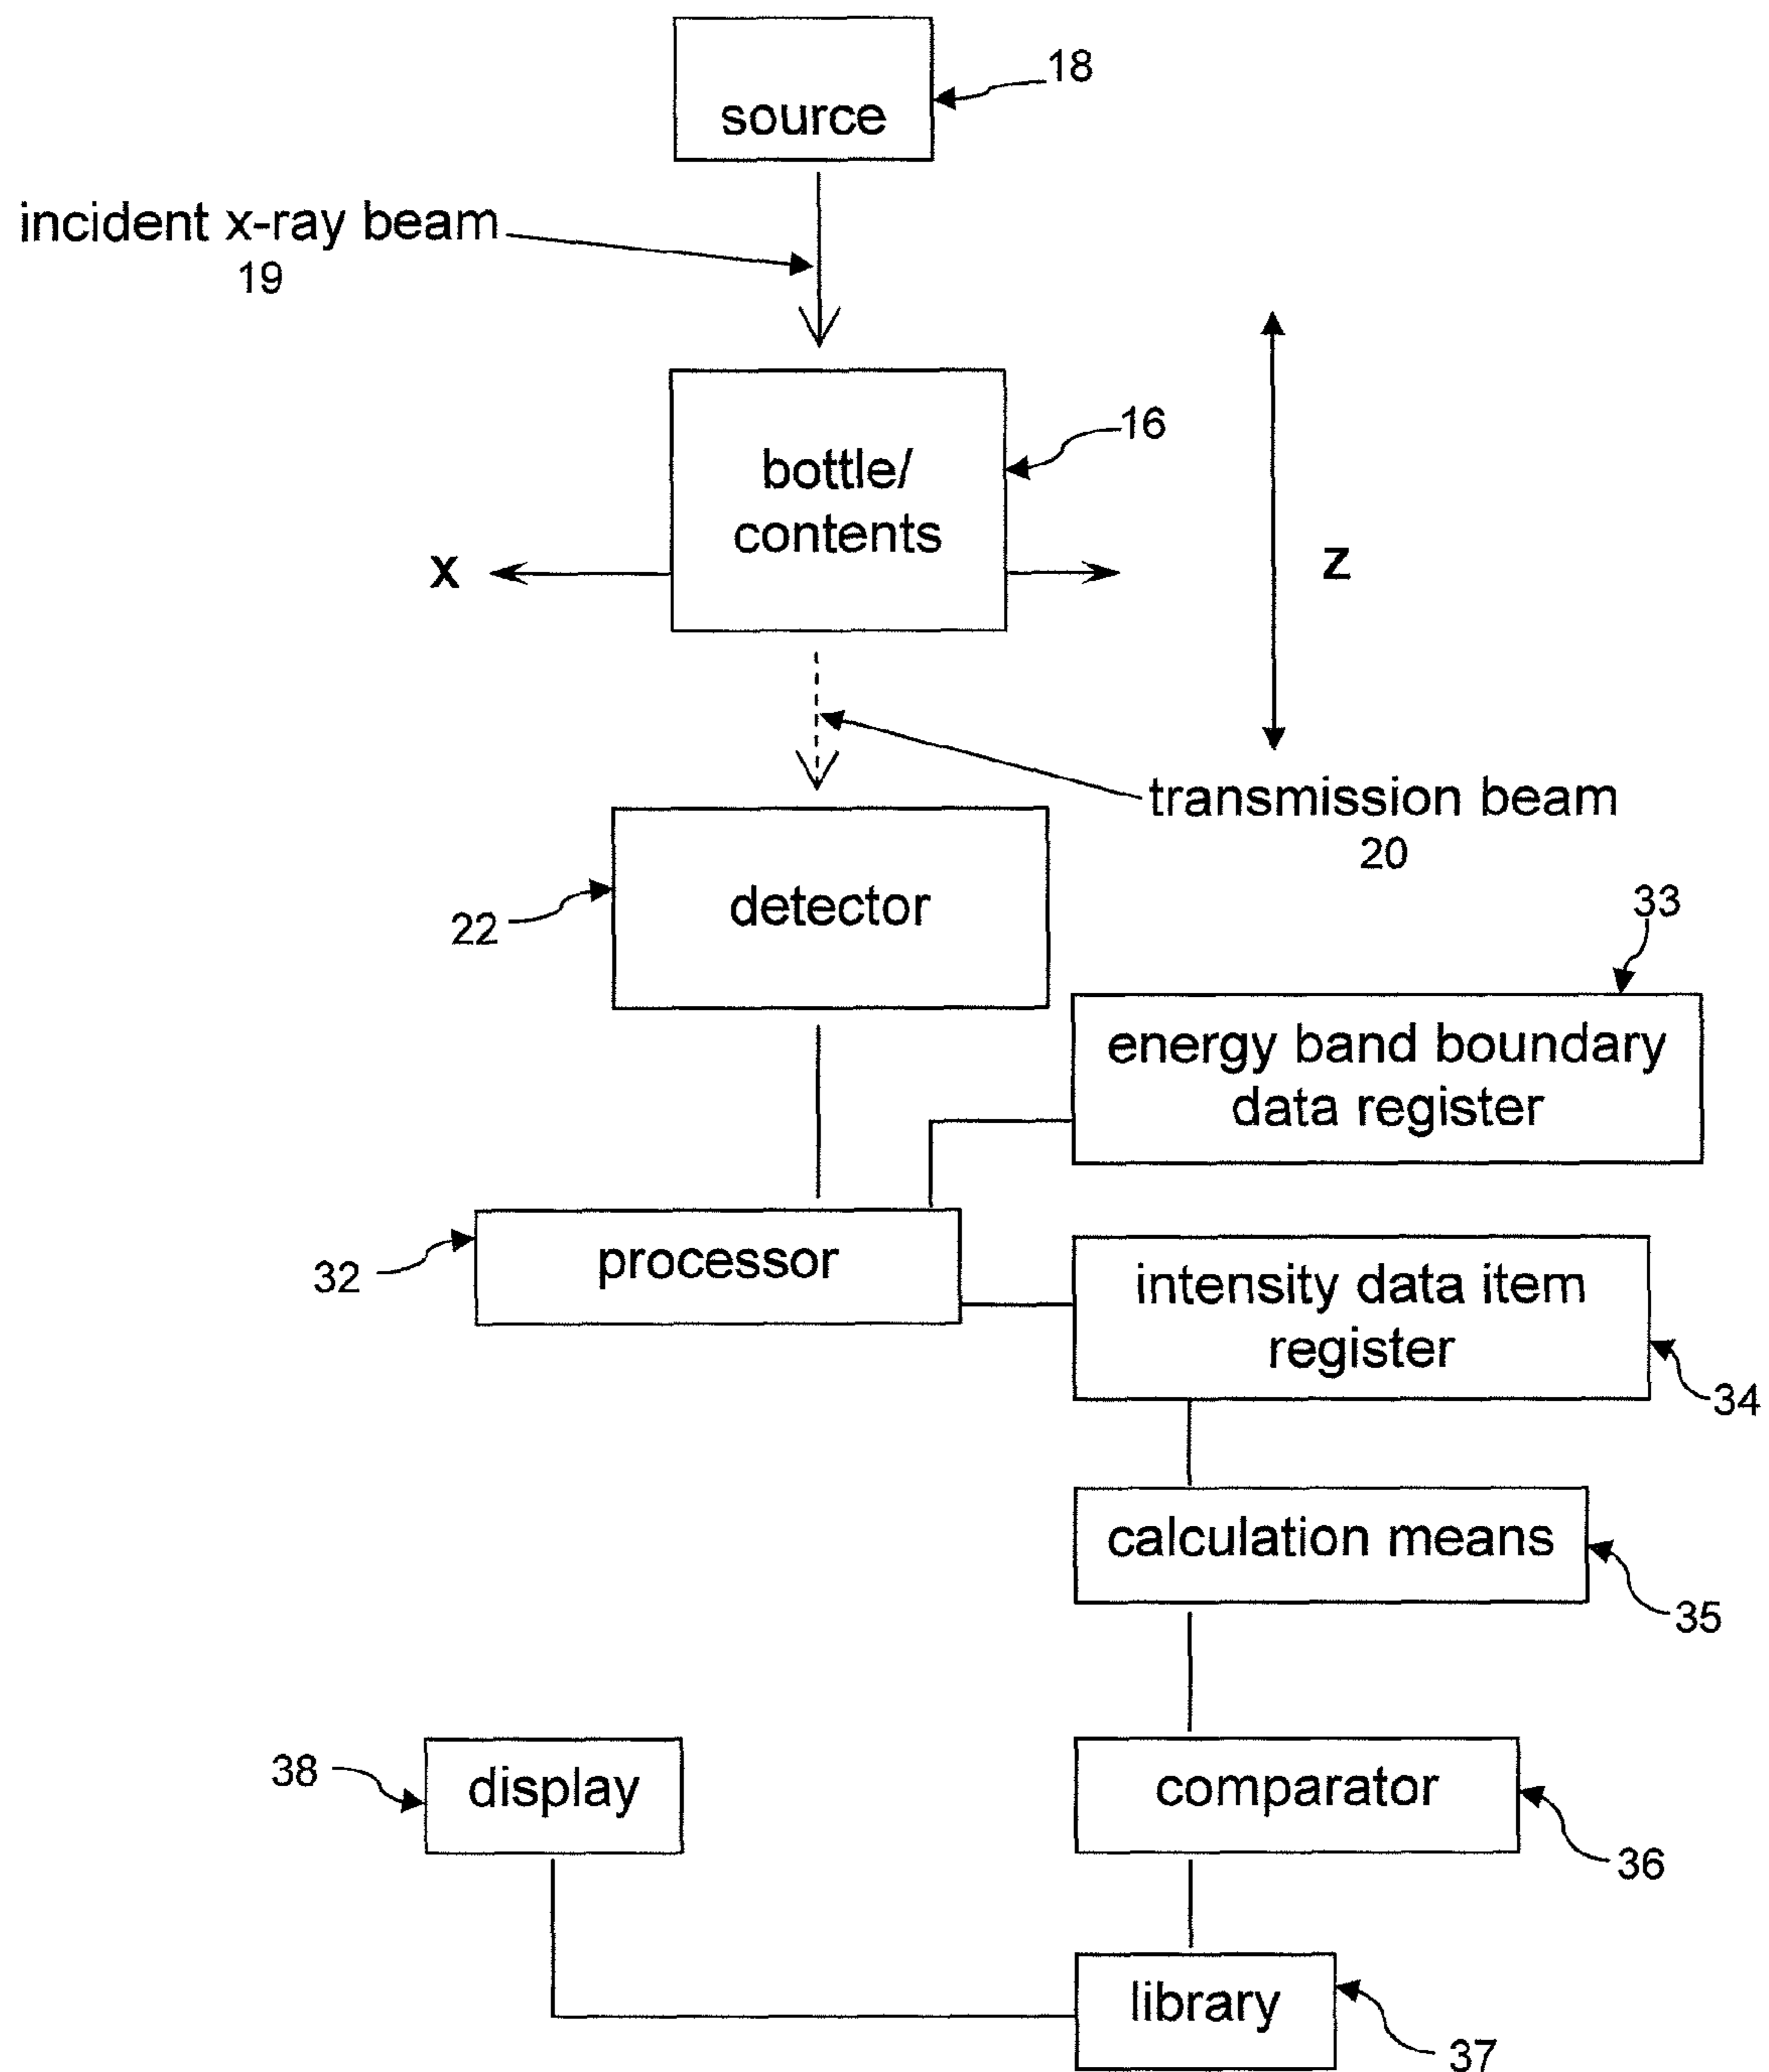 source
18
incident x-ray beam
19
bottle/
contents
16
x
z
transmission beam
20
detector
22
33
energy band boundary
data register
processor
32
intensity data item
register
34
calculation means
35
38
display
comparator
36
library
37